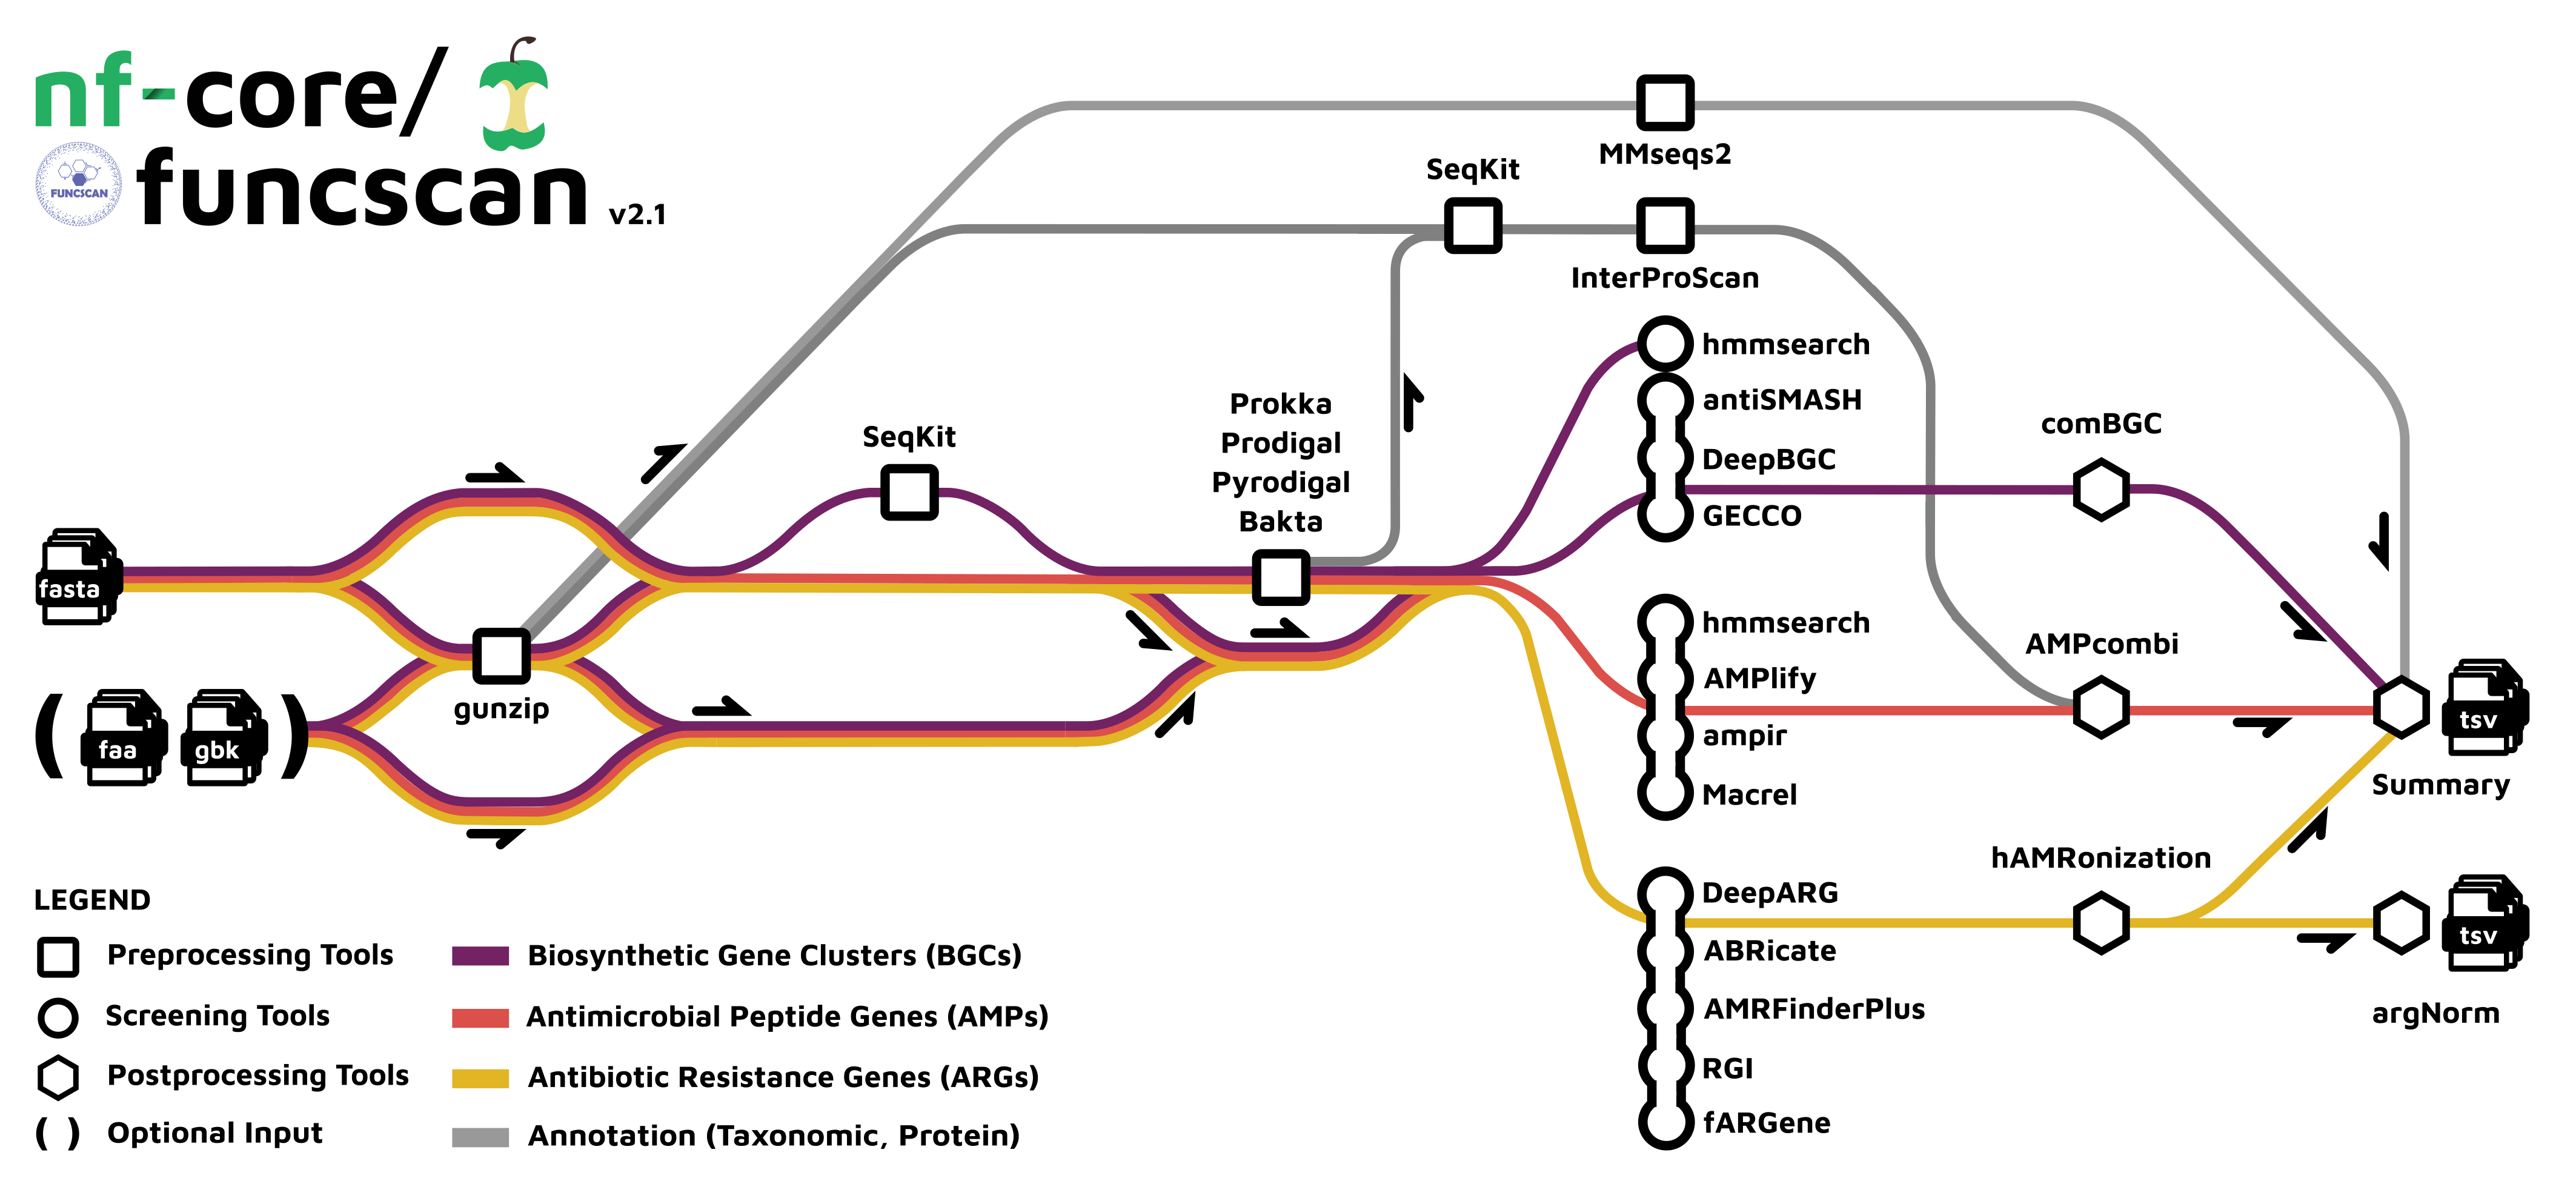 nf-core/
FUNCSCAN
funcscan v2.1
MMseqs2
SeqKit
InterProScan
hmmsearch
antiSMASH
DeepBGC
GECCO
comBGC
Prokka
Prodigal
Pyrodigal
Bakta
SeqKit
fasta
gunzip
( faa gbk )
hmmsearch
AMPlify
ampir
Macrel
AMPcombi
tsv
Summary
hAMRonization
DeepARG
ABRicate
AMRFinderPlus
RGI
fARGene
tsv
argNorm
LEGEND
Preprocessing Tools
Screening Tools
Postprocessing Tools
( ) Optional Input
Biosynthetic Gene Clusters (BGCs)
Antimicrobial Peptide Genes (AMPs)
Antibiotic Resistance Genes (ARGs)
Annotation (Taxonomic, Protein)